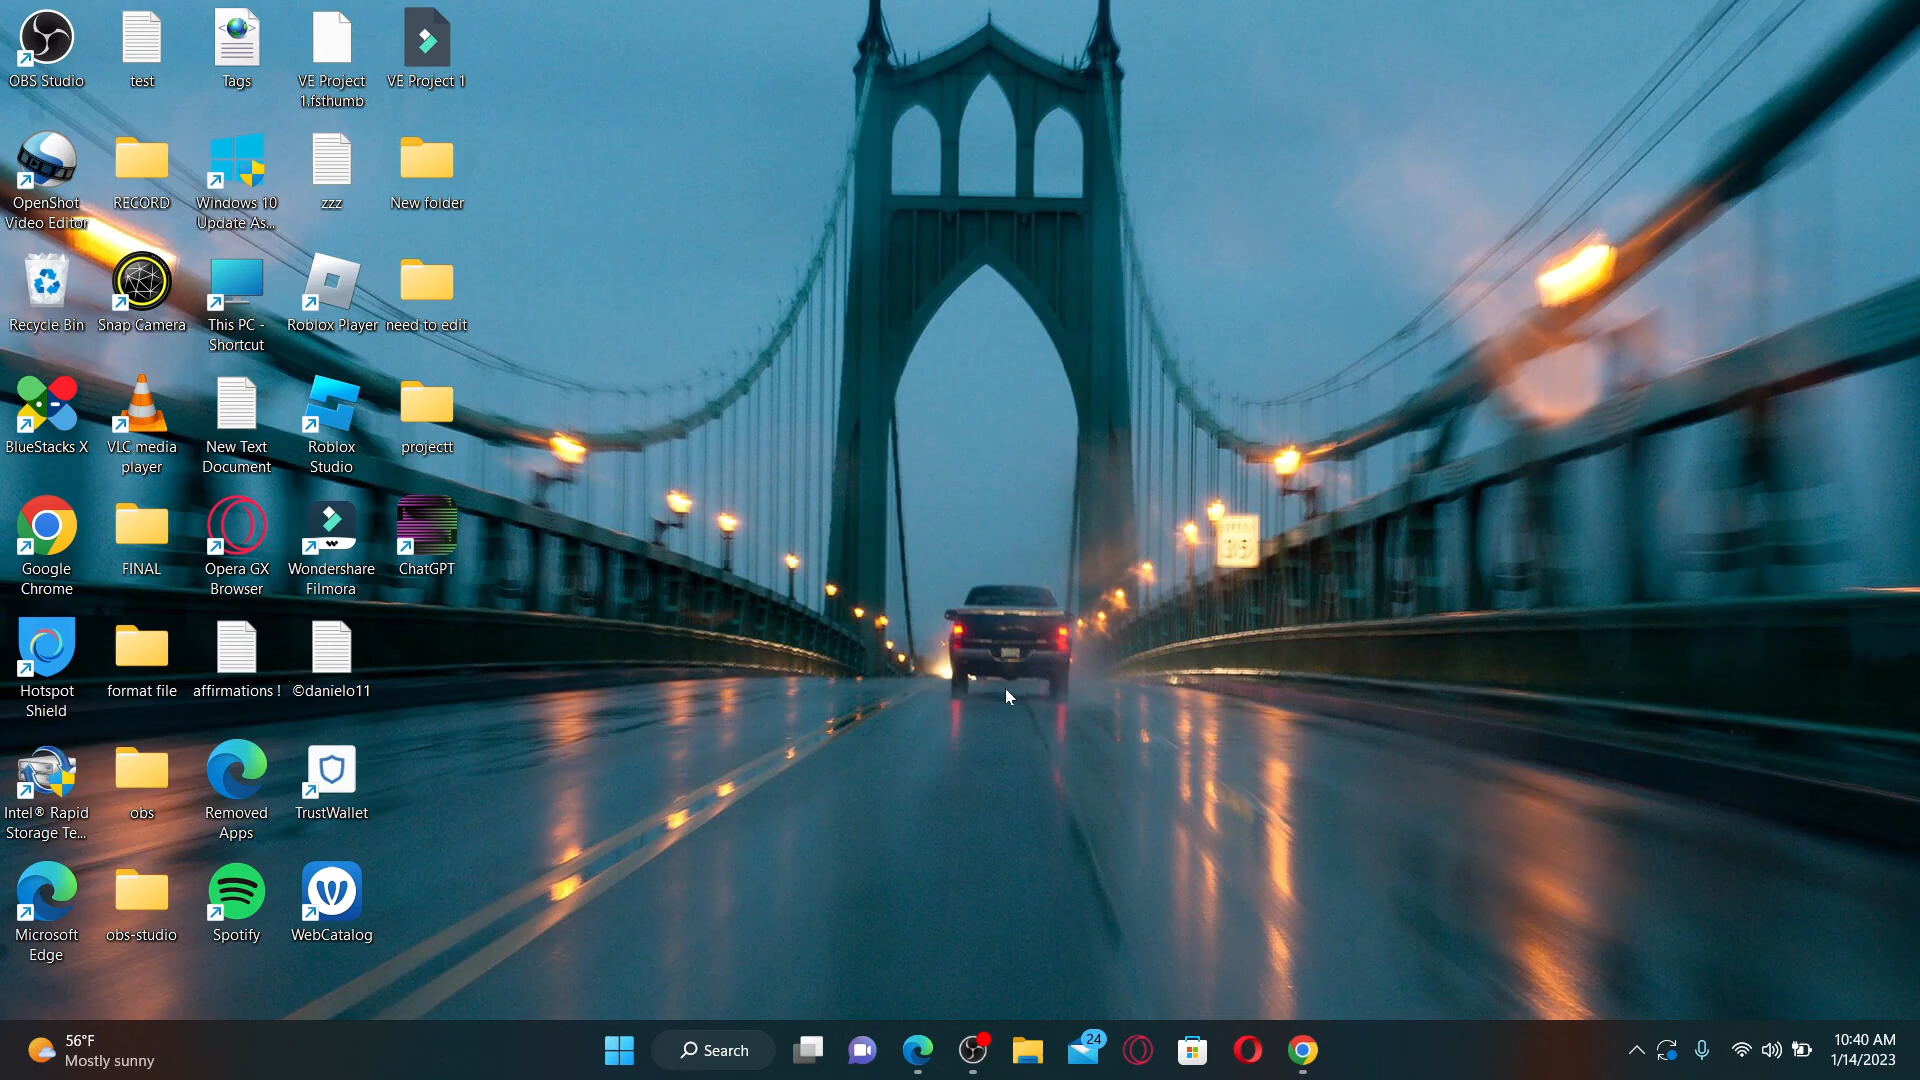 OBS Studio
test
Tags
VE Project
1.fsthumb
VE Project 1
OpenShot
Video Editor
RECORD
Windows 10
Update As...
zzz
New folder
Recycle Bin
Snap Camera
This PC -
Shortcut
Roblox Player
need to edit
BlueStacks X
VLC media
player
New Text
Document
Roblox
Studio
projectt
Google
Chrome
FINAL
Opera GX
Browser
Wondershare
Filmora
ChatGPT
Hotspot
Shield
format file
affirmations !
©danielo11
Intel® Rapid
Storage Te...
obs
Removed
Apps
TrustWallet
Microsoft
Edge
obs-studio
Spotify
WebCatalog
35
56°F
Mostly sunny
Search
24
10:40 AM
1/14/2023